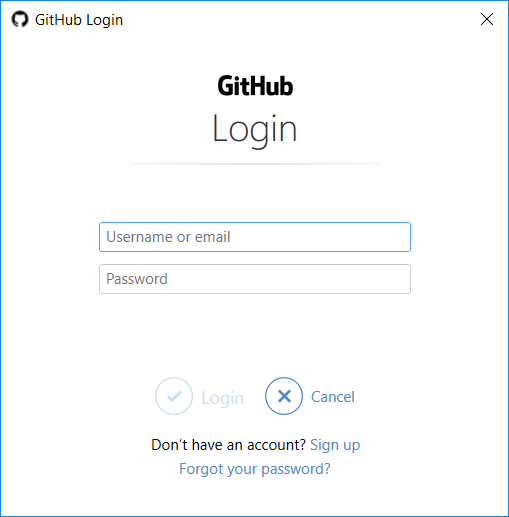 GitHub Login
GitHub
Login
Username or email
Password
Login Cancel
Don't have an account? Sign up
Forgot your password?